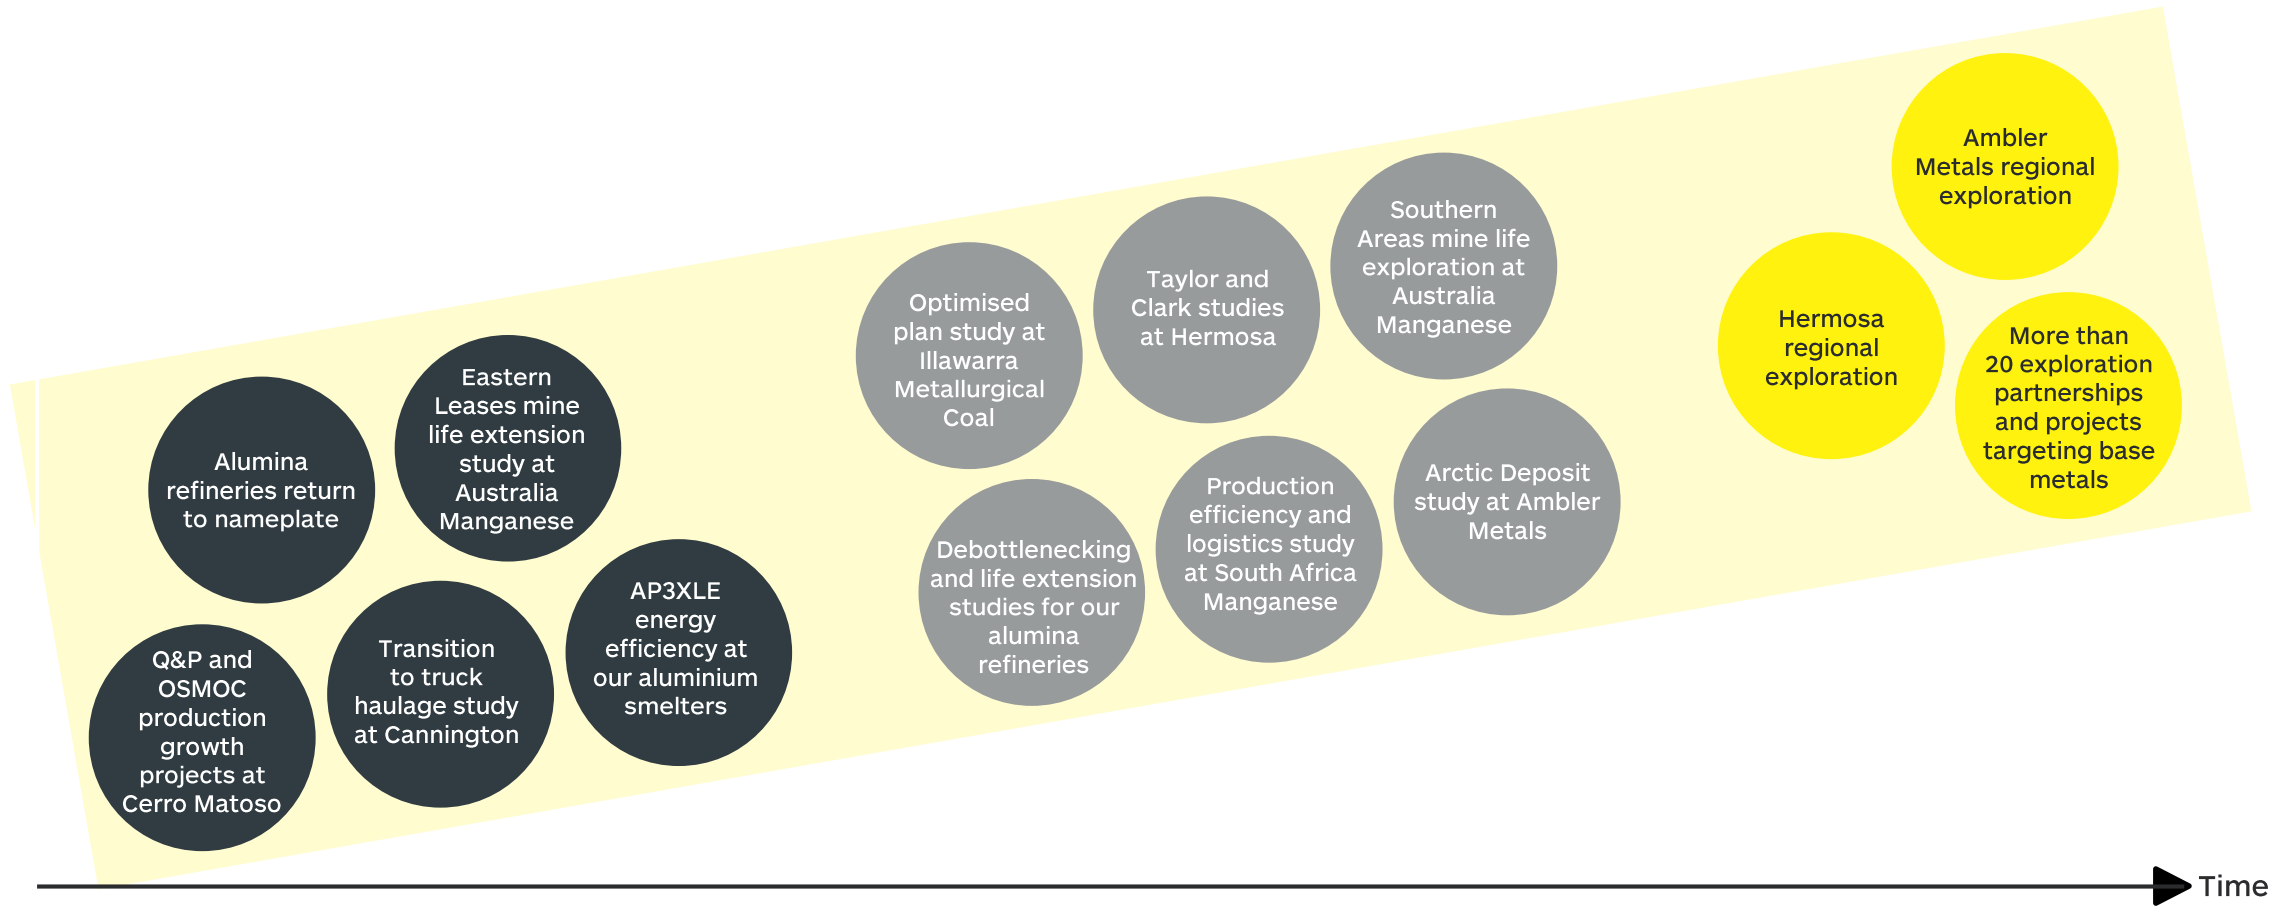 Alumina
refineries return
to nameplate
Eastern
Leases mine
life extension
study at
Australia
Manganese
Q&P and
OSMOC
production
growth
projects at
Cerro Matoso
Transition
to truck
haulage study
at Cannington
AP3XLE
energy
efficiency at
our aluminium
smelters
Optimised
plan study at
Illawarra
Metallurgical
Coal
Taylor and
Clark studies
at Hermosa
Southern
Areas mine life
exploration at
Australia
Manganese
Debottlenecking
and life extension
studies for our
alumina
refineries
Production
efficiency and
logistics study
at South Africa
Manganese
Arctic Deposit
study at Ambler
Metals
Ambler
Metals regional
exploration
Hermosa
regional
exploration
More than
20 exploration
partnerships
and projects
targeting base
metals
Time